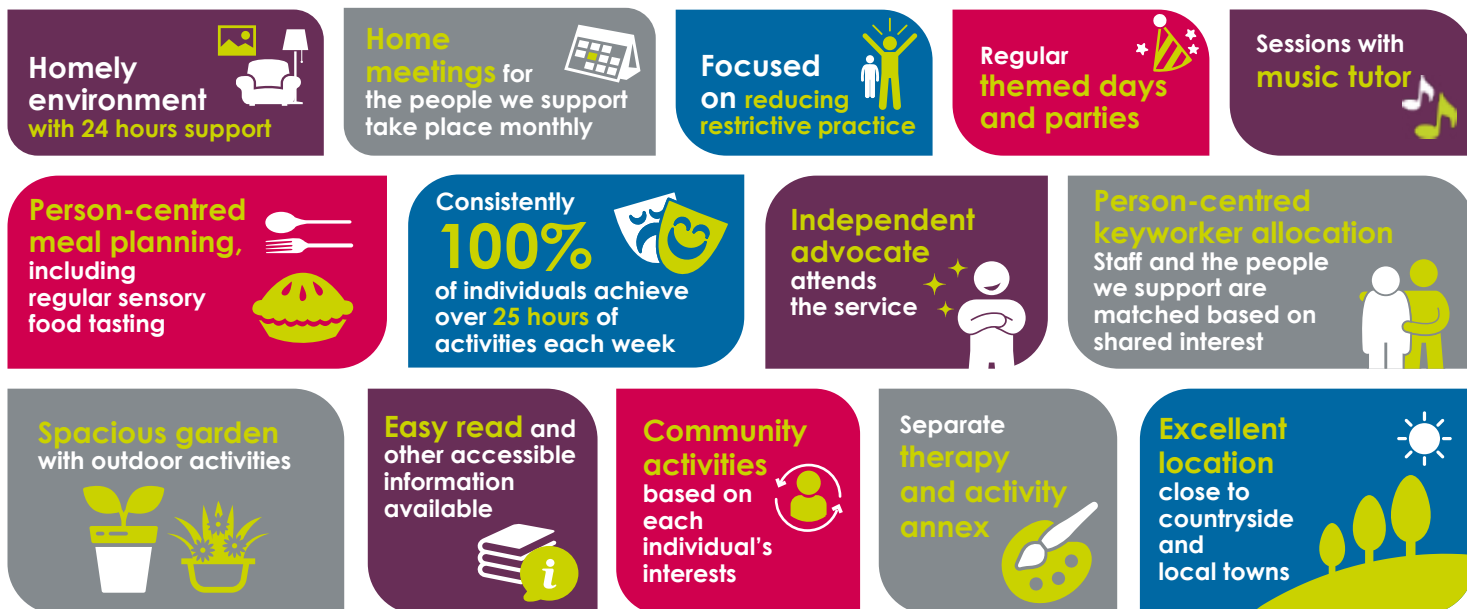 Homely
environment
with 24 hours support
Home
meetings for
the people we support
take place monthly
Focused
on reducing
restrictive practice
Regular
themed days
and parties
Sessions with
music tutor
Person-centred
meal planning,
including
regular sensory
food tasting
Consistently
100%
of individuals achieve
over 25 hours of
activities each week
Independent
advocate
attends
the service
Person-centred
keyworker allocation
Staff and the people
we support are
matched based on
shared interest
Spacious garden
with outdoor activities
Easy read and
other accessible
information
available
i
Community
activities
based on
each
individual's
interests
Separate
therapy
and activity
annex
Excellent
location
close to
countryside
and
local towns